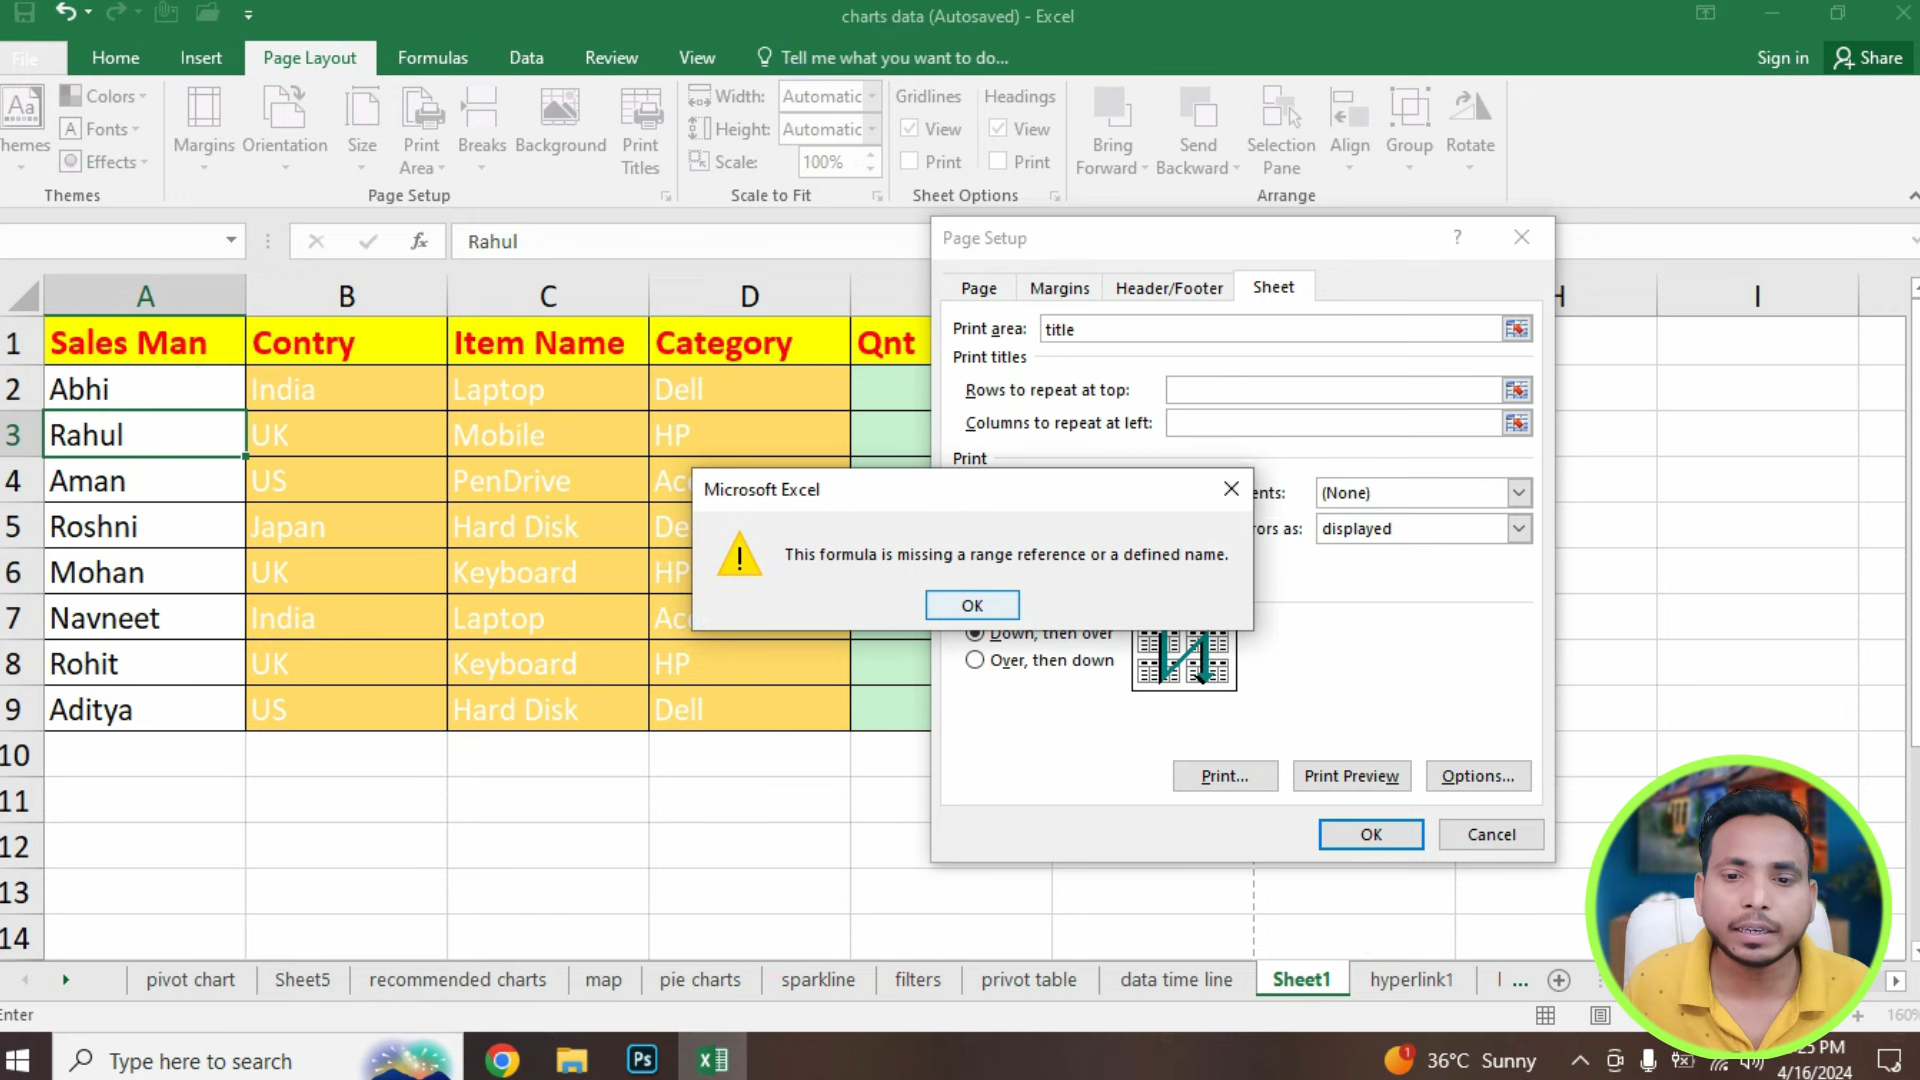 charts data (Autosaved) - Excel
File Home Insert Page Layout Formulas Data Review View Tell me what you want to do... Sign in Share
Aa Colors Margins Orientation Size Print Area Breaks Background Print Titles Width: Automatic Gridlines Headings Bring Forward Send Backward Selection Pane Align Group Rotate
A Fonts Height: Automatic View View
Effects Scale: 100% Print Print
Themes Page Setup Scale to Fit Sheet Options Arrange
fx Rahul
A B C D H I
1 Sales Man Contry Item Name Category Qnt
2 Abhi India Laptop Dell
3 Rahul UK Mobile HP
4 Aman US PenDrive
5 Roshni Japan Hard Disk
6 Mohan UK Keyboard HP
7 Navneet India Laptop
8 Rohit UK Keyboard HP
9 Aditya US Hard Disk Dell
10
11
12
13
14
Page Setup ?
Page Margins Header/Footer Sheet
Print area: title
Print titles
Rows to repeat at top:
Columns to repeat at left:
Print
(None)
displayed
Down, then over
Over, then down
Print... Print Preview Options...
OK Cancel
Microsoft Excel
This formula is missing a range reference or a defined name.
OK
pivot chart Sheet5 recommended charts map pie charts sparkline filters privot table data time line Sheet1 hyperlink1 ...
160%
Type here to search Ps 1 36°C Sunny
4/16/2024